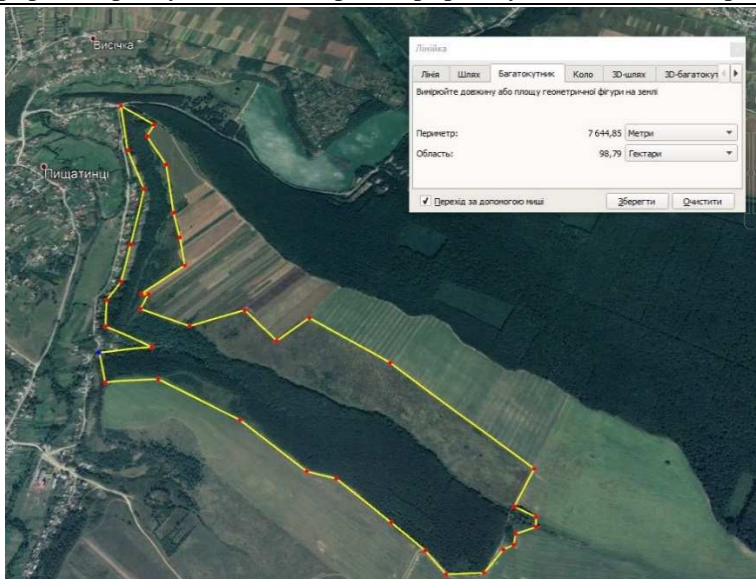 Висічка
Пищатинці
Лінійка
Лінія Шлях Багатокутник Коло 3D-шлях 3D-багатокут
Виміряйте довжину або площу геометричної фігури на землі
Периметр: 7 644,85 Метри
Область: 98,79 Гектари
Перехід за допомогою миші Зберегти Очистити